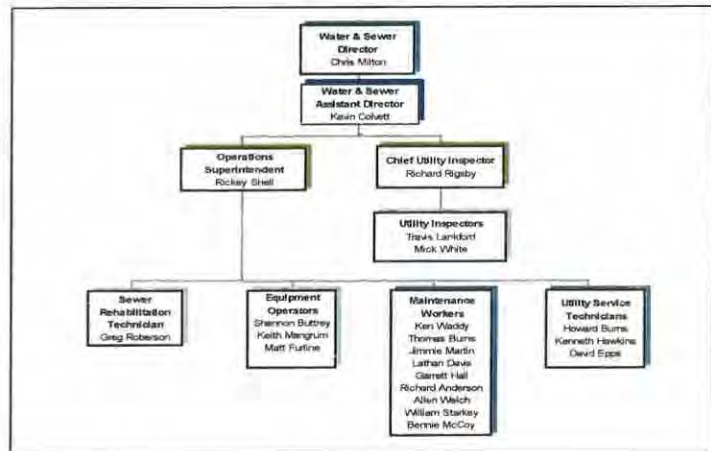 Water & Sewer
Director
Chris Milton
Water & Sewer
Assistant Director
Kevin Colvett
Operations
Superintendent
Rickey Shell
Chief Utility Inspector
Richard Rigsby
Utility Inspectors
Travis Lankford
Mick White
Sewer
Rehabilitation
Technician
Greg Roberson
Equipment
Operators
Shannon Buttrey
Keith Mangrum
Matt Furline
Maintenance
Workers
Ken Waddy
Thomas Burns
Jimmie Martin
Lathan Davis
Garrett Hall
Richard Anderson
Allen Welch
William Starkey
Bernie McCoy
Utility Service
Technicians
Howard Burns
Kenneth Hawkins
David Epps